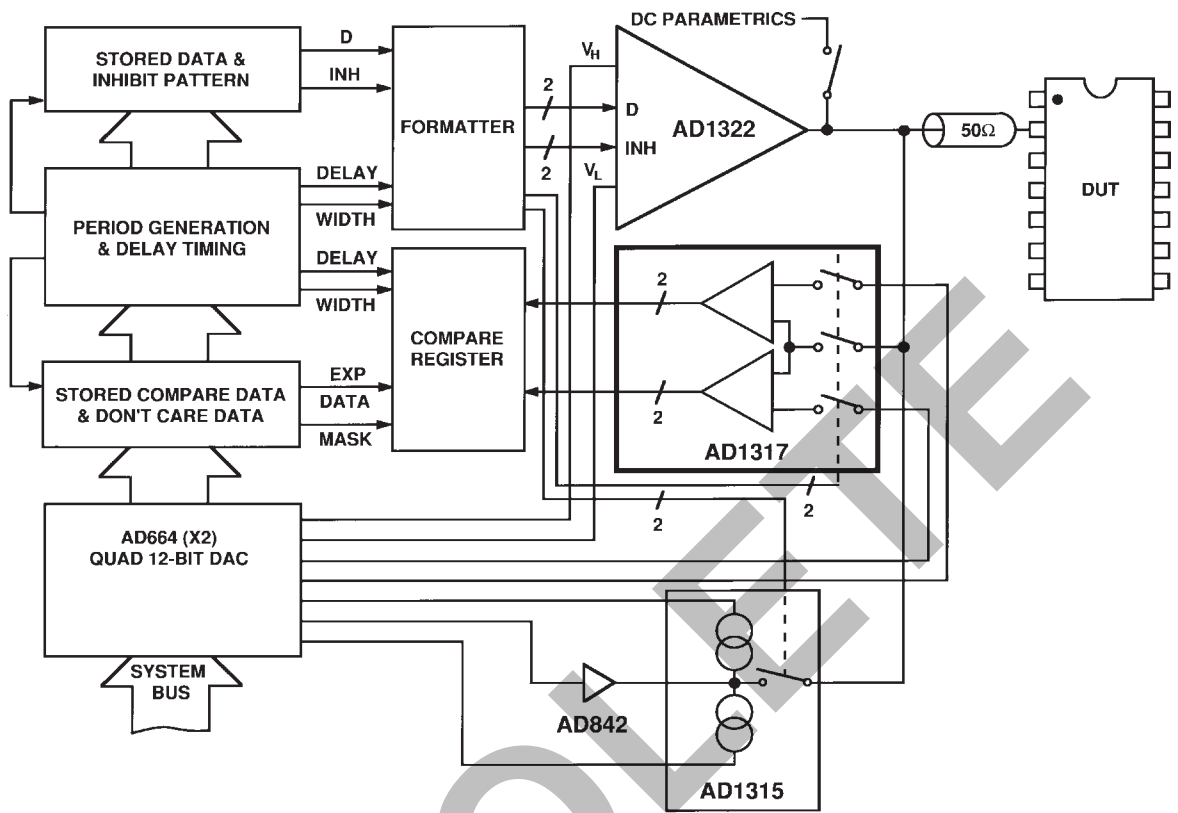 DC PARAMETRICS
STORED DATA &
INHIBIT PATTERN
D
INH
FORMATTER
2
2
VH
D
INH
VL
AD1322
50Ω
DUT
PERIOD GENERATION
& DELAY TIMING
DELAY
WIDTH
DELAY
WIDTH
COMPARE
REGISTER
2
2
AD1317
STORED COMPARE DATA
& DON'T CARE DATA
EXP
DATA
MASK
2
2
AD664 (X2)
QUAD 12-BIT DAC
SYSTEM
BUS
AD842
AD1315
OLETE